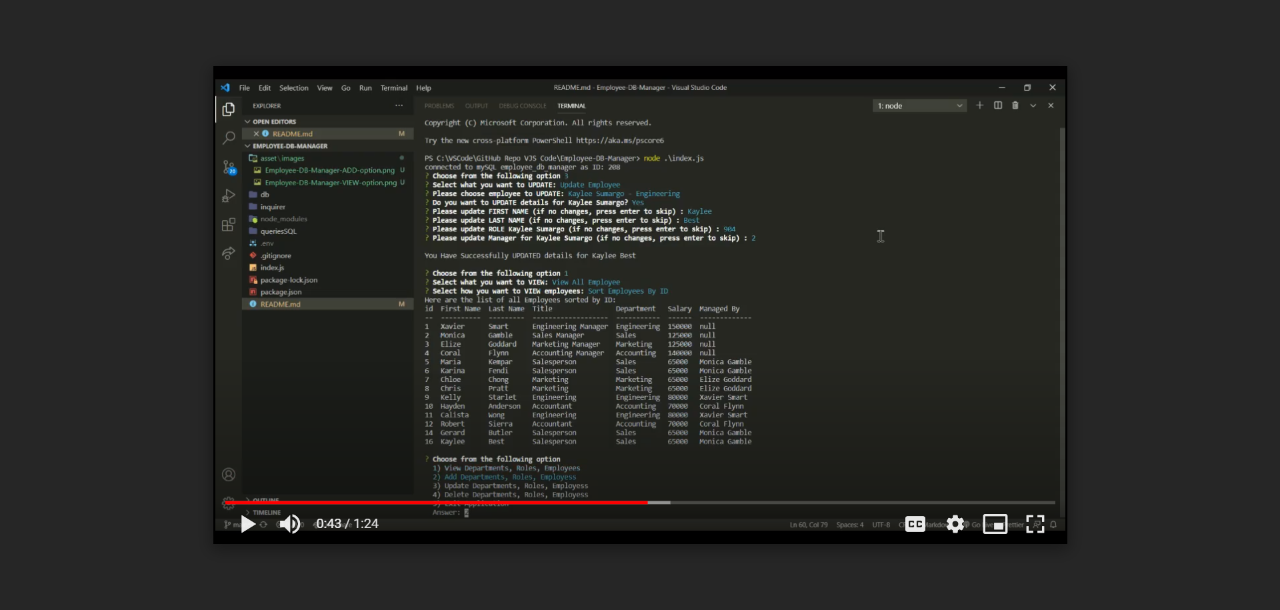 File Edit Selection View Go Run Terminal Help
README.md - Employee-DB-Manager - Visual Studio Code
EXPLORER
OPEN EDITORS
README.md M
EMPLOYEE-DB-MANAGER
asset\images
Employee-DB-Manager-ADD-option.png U
Employee-DB-Manager-VIEW-option.png U
db
inquirer
node_modules
queriesSQL
.env
.gitignore
index.js
package-lock.json
package.json
README.md M
OUTLINE
TIMELINE
PROBLEMS OUTPUT DEBUG CONSOLE TERMINAL
1: node
Copyright (C) Microsoft Corporation. All rights reserved.
Try the new cross-platform PowerShell https://aka.ms/pscore6
PS C:\VSCode\GitHub Repo VJS Code\Employee-DB-Manager> node .\index.js
connected to mySQL employee_db_manager as ID: 208
? Choose from the following option 3
? Select what you want to UPDATE: Update Employee
? Please choose employee to UPDATE: Kaylee Sumargo - Engineering
? Do you want to UPDATE details for Kaylee Sumargo? Yes
? Please update FIRST NAME (if no changes, press enter to skip) : Kaylee
? Please update LAST NAME (if no changes, press enter to skip) : Best
? Please update ROLE Kaylee Sumargo (if no changes, press enter to skip) : 904
? Please update Manager for Kaylee Sumargo (if no changes, press enter to skip) : 2
You Have Successfully UPDATED details for Kaylee Best
? Choose from the following option 1
? Select what you want to VIEW: View All Employee
? Select how you want to VIEW employees: Sort Employees By ID
Here are the list of all Employees sorted by ID:
id First Name Last Name Title Department Salary Managed By
-- ---------- --------- ------------------- ----------- ------ -------------
1 Xavier Smart Engineering Manager Engineering 150000 null
2 Monica Gamble Sales Manager Sales 125000 null
3 Elize Goddard Marketing Manager Marketing 125000 null
4 Coral Flynn Accounting Manager Accounting 140000 null
5 Maria Kempar Salesperson Sales 65000 Monica Gamble
6 Karina Fendi Salesperson Sales 65000 Monica Gamble
7 Chloe Chong Marketing Marketing 65000 Elize Goddard
8 Chris Pratt Marketing Marketing 65000 Elize Goddard
9 Kelly Starlet Engineering Engineering 80000 Xavier Smart
10 Hayden Anderson Accountant Accounting 70000 Coral Flynn
11 Calista Wong Engineering Engineering 80000 Xavier Smart
12 Robert Sierra Accountant Accounting 70000 Coral Flynn
14 Gerard Butler Salesperson Sales 65000 Monica Gamble
16 Kaylee Best Salesperson Sales 65000 Monica Gamble
? Choose from the following option
1) View Departments, Roles, Employees
2) Add Departments, Roles, Employess
3) Update Departments, Roles, Employess
4) Delete Departments, Roles, Employess
Answer:
Ln 60, Col 79 Spaces: 4 UTF-8
0:43 / 1:24
CC